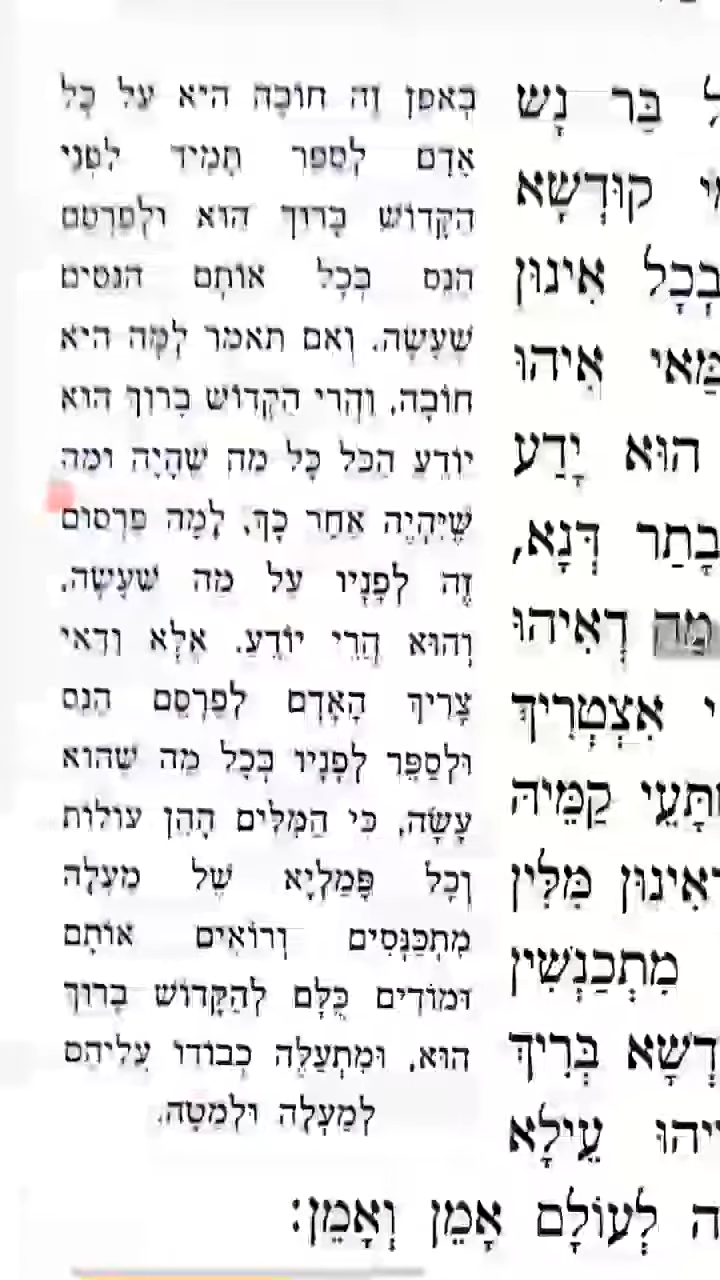 ל בַּר נָשׁ
קוּדְשָׁא
בְכָל אִינוּן
מַּאי אִיהוּ
הוּא יָדַע
בָתַר דְּנָא,
מַה דְאִיהוּ
י אִצְטְרִיךְ
קַמֵּיהּ
מִלִּין
מִתְכַּנְשִׁין
בְּרִיךְ
עֵילָא
לְעוֹלָם אָמֵן וְאָמֵן:
בְּאֹפֶן זֶה חוֹבָה הִיא עַל כָּל
אָדָם לְסַפֵּר תָּמִיד לִפְנֵי
הַקָּדוֹשׁ בָּרוּךְ הוּא וּלְפַרְסֵם
הַנֵּס בְּכָל אוֹתָם הַנִּסִּים
שֶׁעָשָׂה. וְאִם תֹּאמַר לָמָּה הִיא
חוֹבָה, וַהֲרֵי הַקָּדוֹשׁ בָּרוּךְ הוּא
יוֹדֵעַ הַכֹּל כָּל מַה שֶּׁהָיָה וּמַה
שֶּׁיִּהְיֶה אַחַר כָּךְ, לָמָּה פִּרְסוּם
זֶה לְפָנָיו עַל מַה שֶּׁעָשָׂה,
וְהוּא הֲרֵי יוֹדֵעַ. אֶלָּא וַדַּאי
צָרִיךְ הָאָדָם לְפַרְסֵם הַנֵּס
וּלְסַפֵּר לְפָנָיו בְּכָל מַה שֶּׁהוּא
עָשָׂה, כִּי הַמִּלִּים הָהֵן עוֹלוֹת
וְכָל פָּמַלְיָא שֶׁל מַעְלָה
מִתְכַּנְּסִים וְרוֹאִים אוֹתָם
וּמוֹדִים כֻּלָּם לְהַקָּדוֹשׁ בָּרוּךְ
הוּא, וּמִתְעַלֶּה כְבוֹדוֹ עֲלֵיהֶם
לְמַעְלָה וּלְמַטָּה.